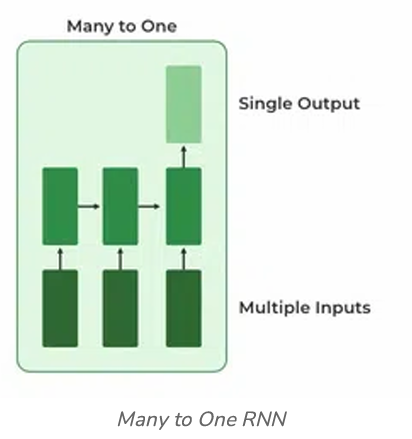 Many to One
Single Output
Multiple Inputs
Many to One RNN